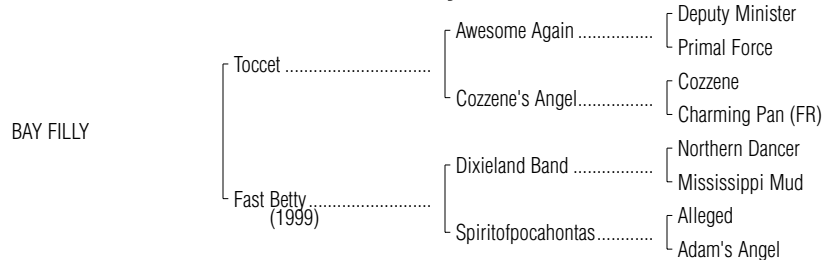 Deputy Minister
Awesome Again ................
Primal Force
Toccet ...............................
Cozzene
Cozzene's Angel................
Charming Pan (FR)
BAY FILLY
Northern Dancer
Dixieland Band .................
Mississippi Mud
Fast Betty..........................
(1999)
Alleged
Spiritofpocahontas............
Adam's Angel